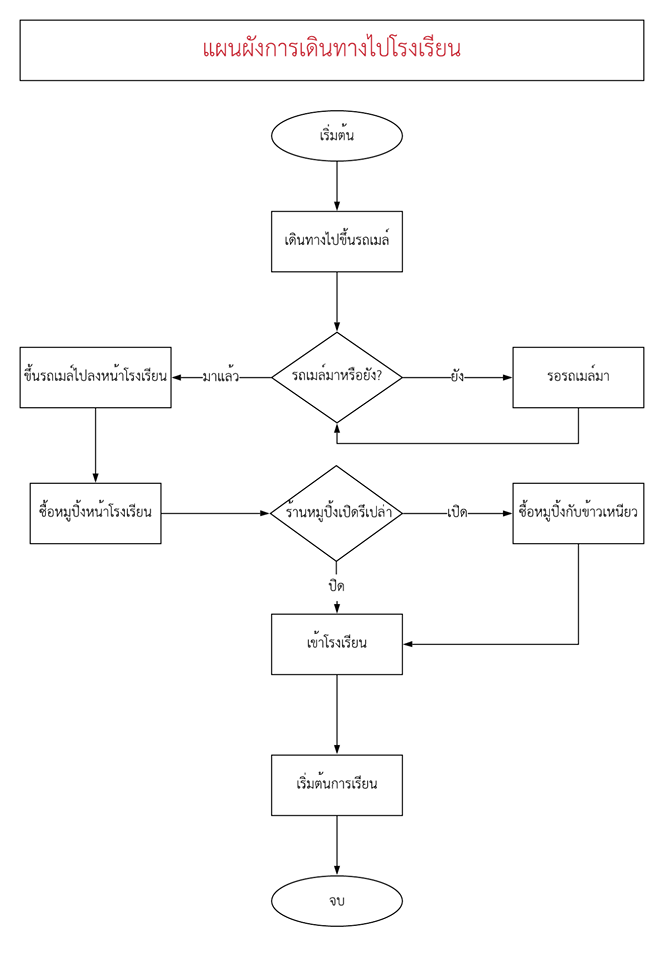 แผนผังการเดินทางไปโรงเรียน
เริ่มต้น
เดินทางไปขึ้นรถเมล์
รถเมล์มาหรือยัง?
มาแล้ว
ขึ้นรถเมล์ไปลงหน้าโรงเรียน
ยัง
รอรถเมล์มา
ซื้อหมูปิ้งหน้าโรงเรียน
ร้านหมูปิ้งเปิดรึเปล่า
เปิด
ซื้อหมูปิ้งกับข้าวเหนียว
ปิด
เข้าโรงเรียน
เริ่มต้นการเรียน
จบ